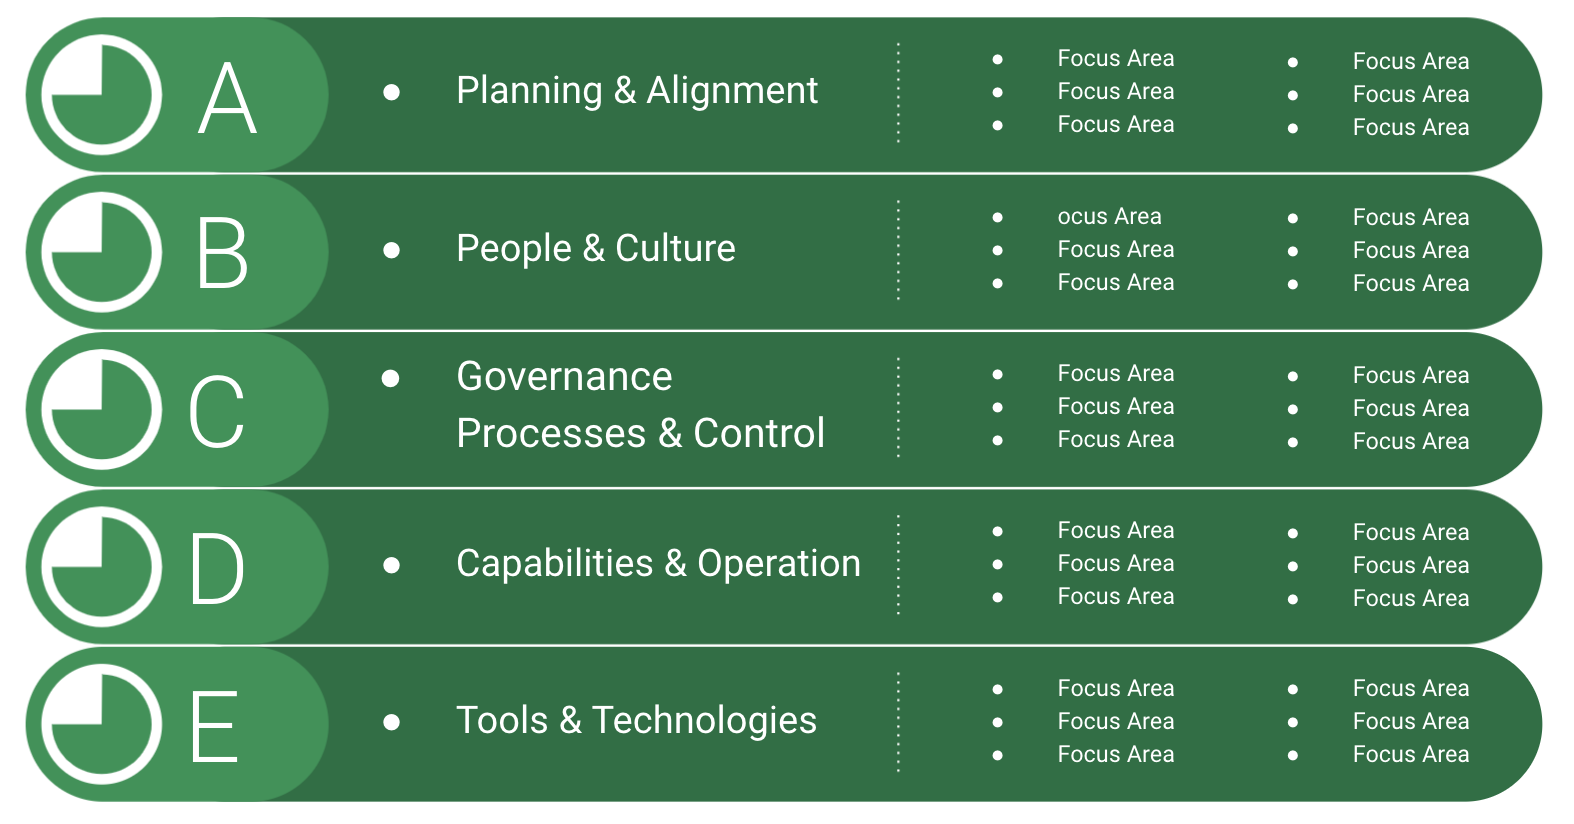 A
• Planning & Alignment
• Focus Area
• Focus Area
• Focus Area
• Focus Area
• Focus Area
• Focus Area
B
• People & Culture
• ocus Area
• Focus Area
• Focus Area
• Focus Area
• Focus Area
• Focus Area
C
• Governance
Processes & Control
• Focus Area
• Focus Area
• Focus Area
• Focus Area
• Focus Area
• Focus Area
D
• Capabilities & Operation
• Focus Area
• Focus Area
• Focus Area
• Focus Area
• Focus Area
• Focus Area
E
• Tools & Technologies
• Focus Area
• Focus Area
• Focus Area
• Focus Area
• Focus Area
• Focus Area